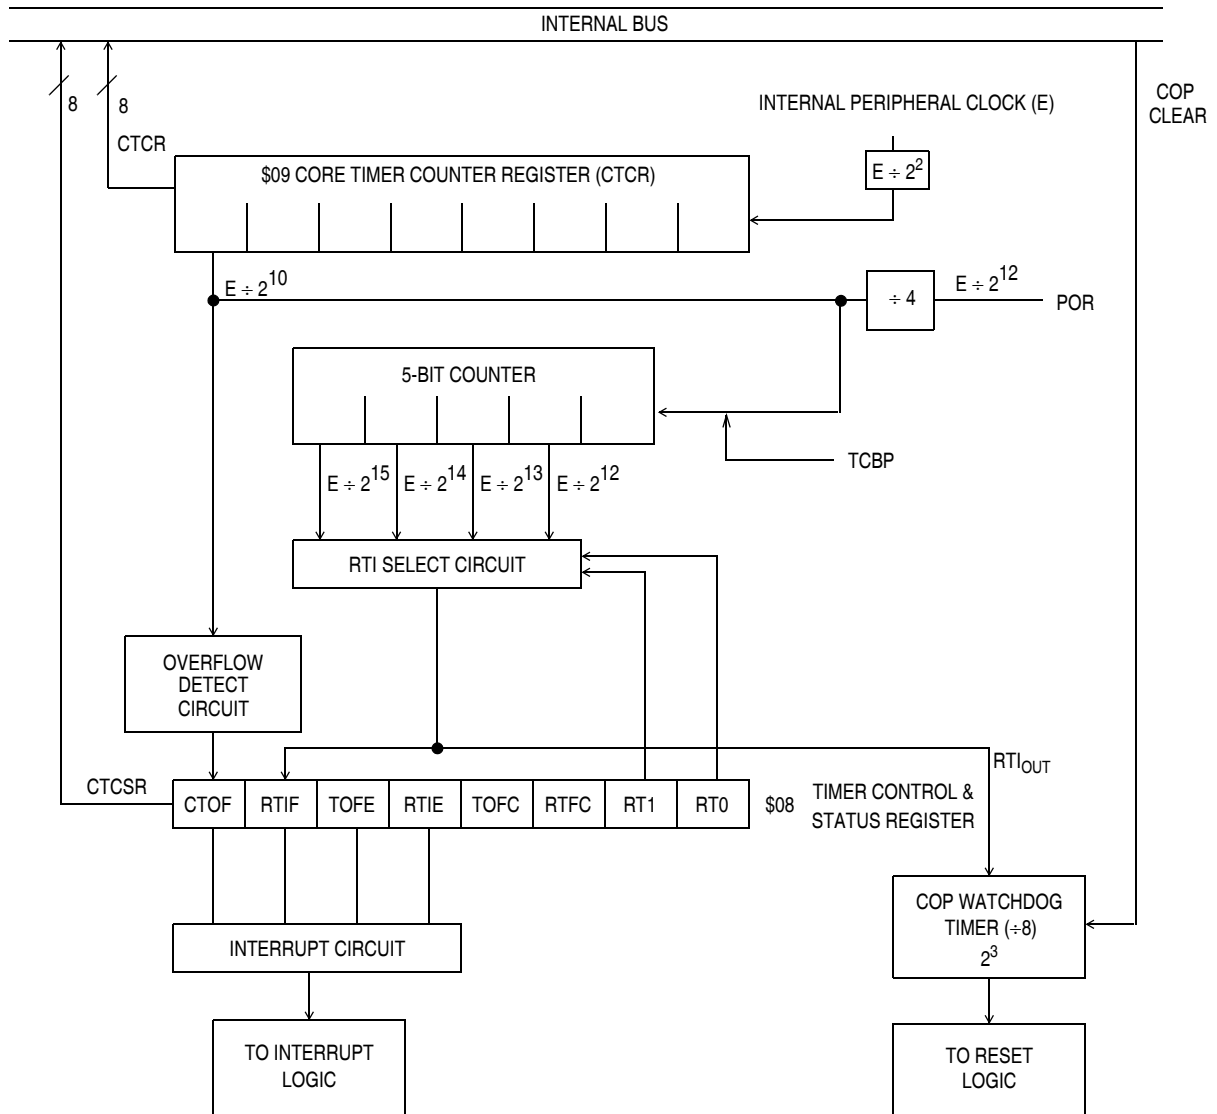 INTERNAL BUS
8
8
CTCR
INTERNAL PERIPHERAL CLOCK (E)
COP
CLEAR
$09 CORE TIMER COUNTER REGISTER (CTCR)
E ÷ 2²
E ÷ 2¹⁰
÷ 4
E ÷ 2¹²
POR
5-BIT COUNTER
TCBP
E ÷ 2¹⁵
E ÷ 2¹⁴
E ÷ 2¹³
E ÷ 2¹²
RTI SELECT CIRCUIT
OVERFLOW
DETECT
CIRCUIT
RTIOUT
CTCSR
CTOF RTIF TOFE RTIE TOFC RTFC RT1 RT0
$08
TIMER CONTROL &
STATUS REGISTER
COP WATCHDOG
TIMER (÷8)
2³
INTERRUPT CIRCUIT
TO INTERRUPT
LOGIC
TO RESET
LOGIC